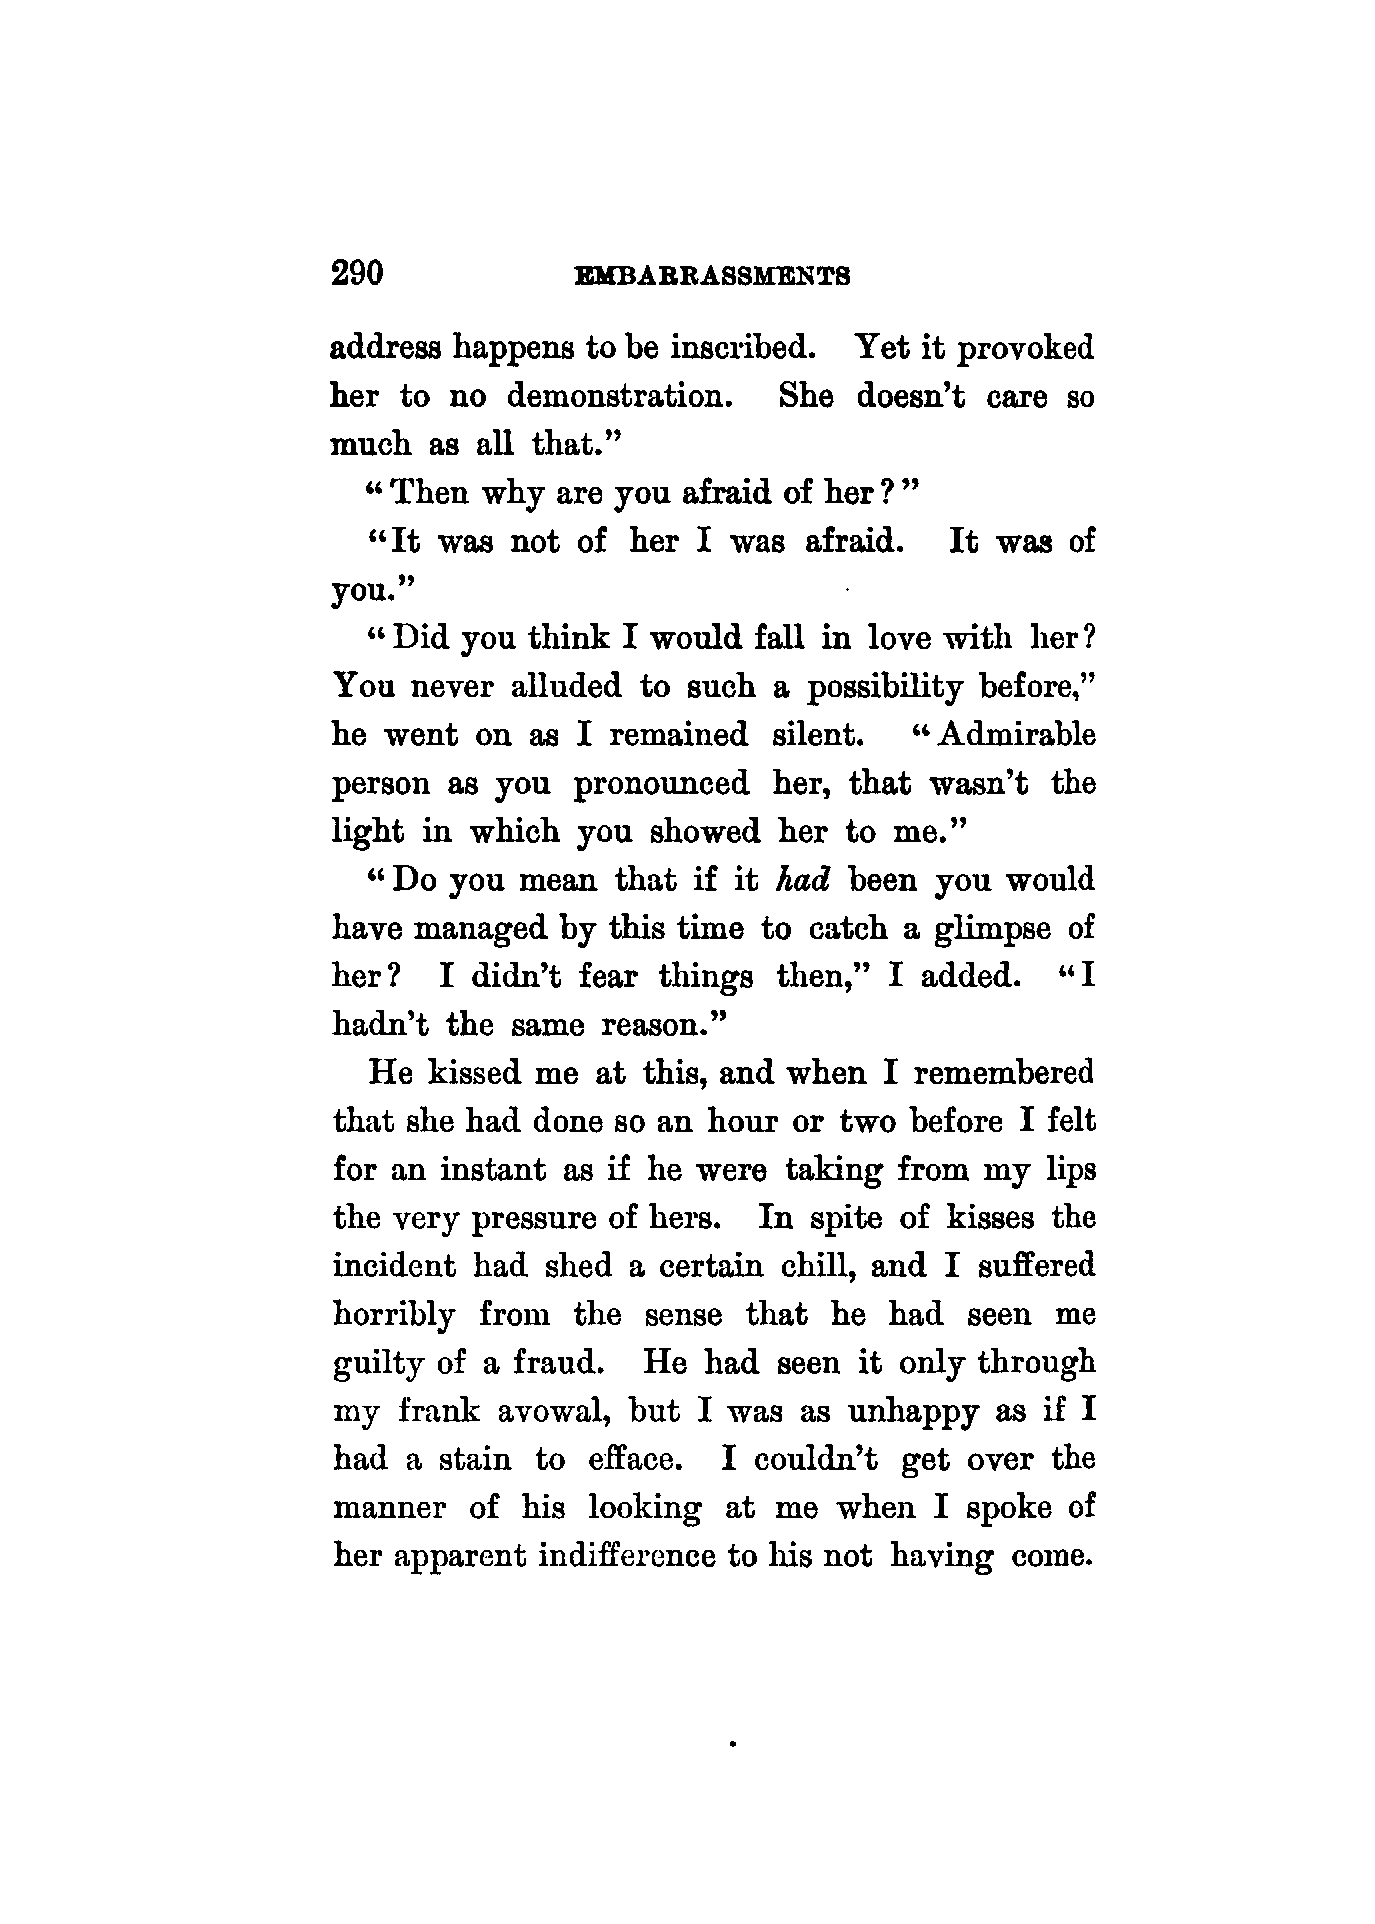 290 EMBARRASSMENTS
address happens to be inscribed. Yet it provoked
her to no demonstration. She doesn't care so
much as all that."
"Then why are you afraid of her?"
"It was not of her I was afraid. It was of
you."
"Did you think I would fall in love with her?
You never alluded to such a possibility before,"
he went on as I remained silent. "Admirable
person as you pronounced her, that wasn't the
light in which you showed her to me."
"Do you mean that if it had been you would
have managed by this time to catch a glimpse of
her? I didn't fear things then," I added. "I
hadn't the same reason."
He kissed me at this, and when I remembered
that she had done so an hour or two before I felt
for an instant as if he were taking from my lips
the very pressure of hers. In spite of kisses the
incident had shed a certain chill, and I suffered
horribly from the sense that he had seen me
guilty of a fraud. He had seen it only through
my frank avowal, but I was as unhappy as if I
had a stain to efface. I couldn't get over the
manner of his looking at me when I spoke of
her apparent indifference to his not having come.